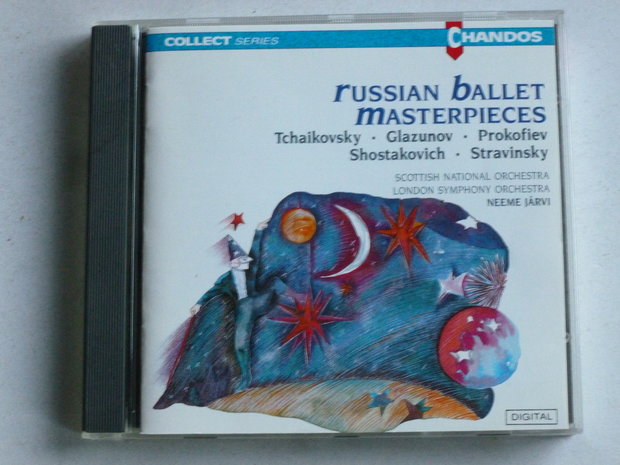 COLLECT SERIES
CHANDOS
rUSSIAN bALLET
mASTERPIECES
Tchaikovsky · Glazunov · Prokofiev
Shostakovich · Stravinsky
SCOTTISH NATIONAL ORCHESTRA
LONDON SYMPHONY ORCHESTRA
NEEME JÄRVI
DIGITAL